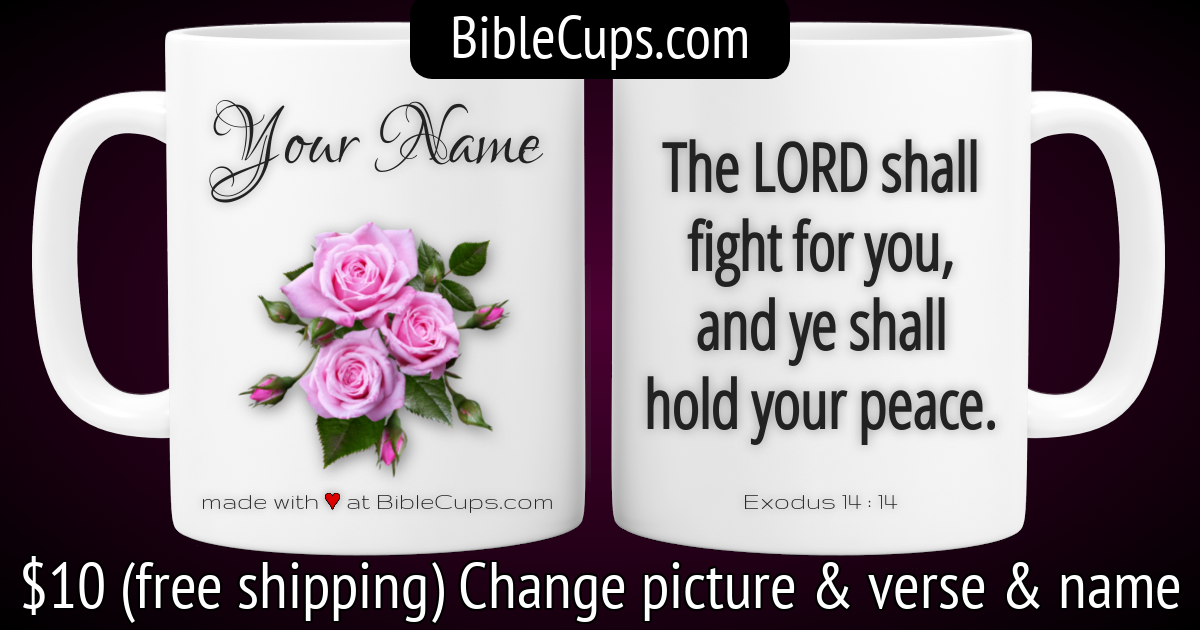 BibleCups.com
Your Name
made with ♥ at BibleCups.com
The LORD shall
fight for you,
and ye shall
hold your peace.
Exodus 14 : 14
$10 (free shipping) Change picture & verse & name